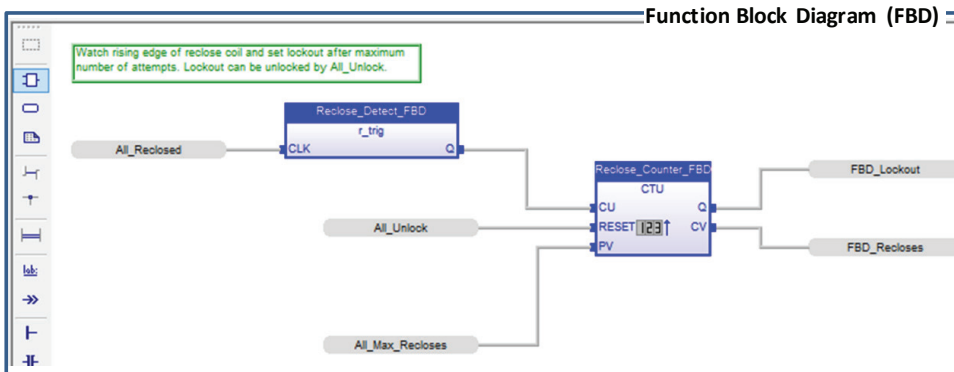 Function Block Diagram (FBD)
Watch rising edge of reclose coil and set lockout after maximum
number of attempts. Lockout can be unlocked by All_Unlock.
Reclose_Detect_FBD
r_trig
All_Reclosed
CLK
Q
Reclose_Counter_FBD
CTU
FBD_Lockout
CU
Q
All_Unlock
RESET
123
CV
PV
FBD_Recloses
lab:
All_Max_Recloses